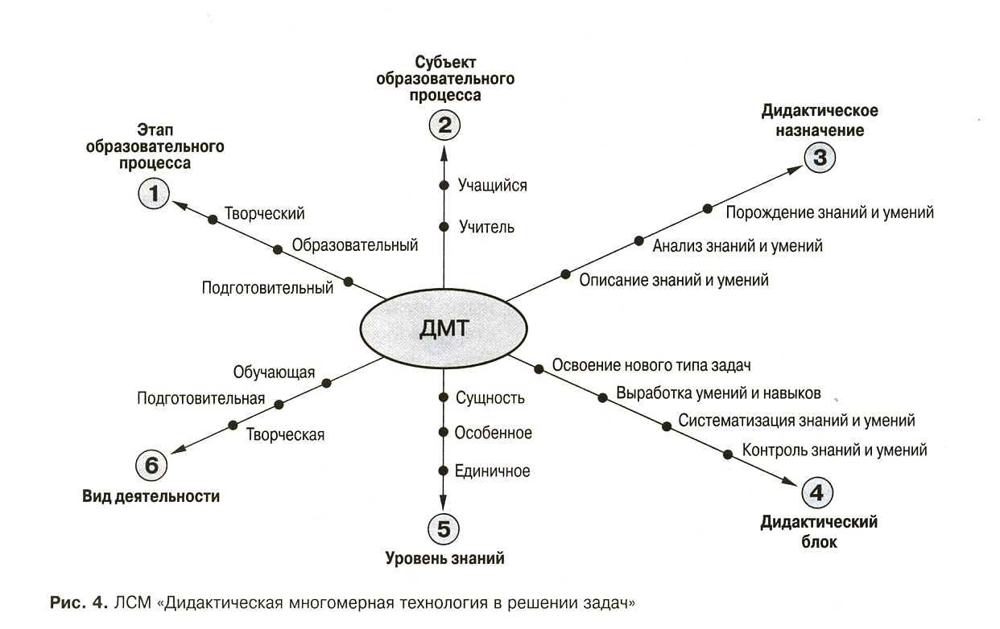 Субъект
образовательного
процесса
2
Учащийся
Учитель
Дидактическое
назначение
3
Порождение знаний и умений
Анализ знаний и умений
Описание знаний и умений
Этап
образовательного
процесса
1
Творческий
Образовательный
Подготовительный
ДМТ
Освоение нового типа задач
Выработка умений и навыков
Систематизация знаний и умений
Контроль знаний и умений
4
Дидактический
блок
Сущность
Особенное
Единичное
5
Уровень знаний
Обучающая
Подготовительная
Творческая
6
Вид деятельности
Рис. 4. ЛСМ «Дидактическая многомерная технология в решении задач»